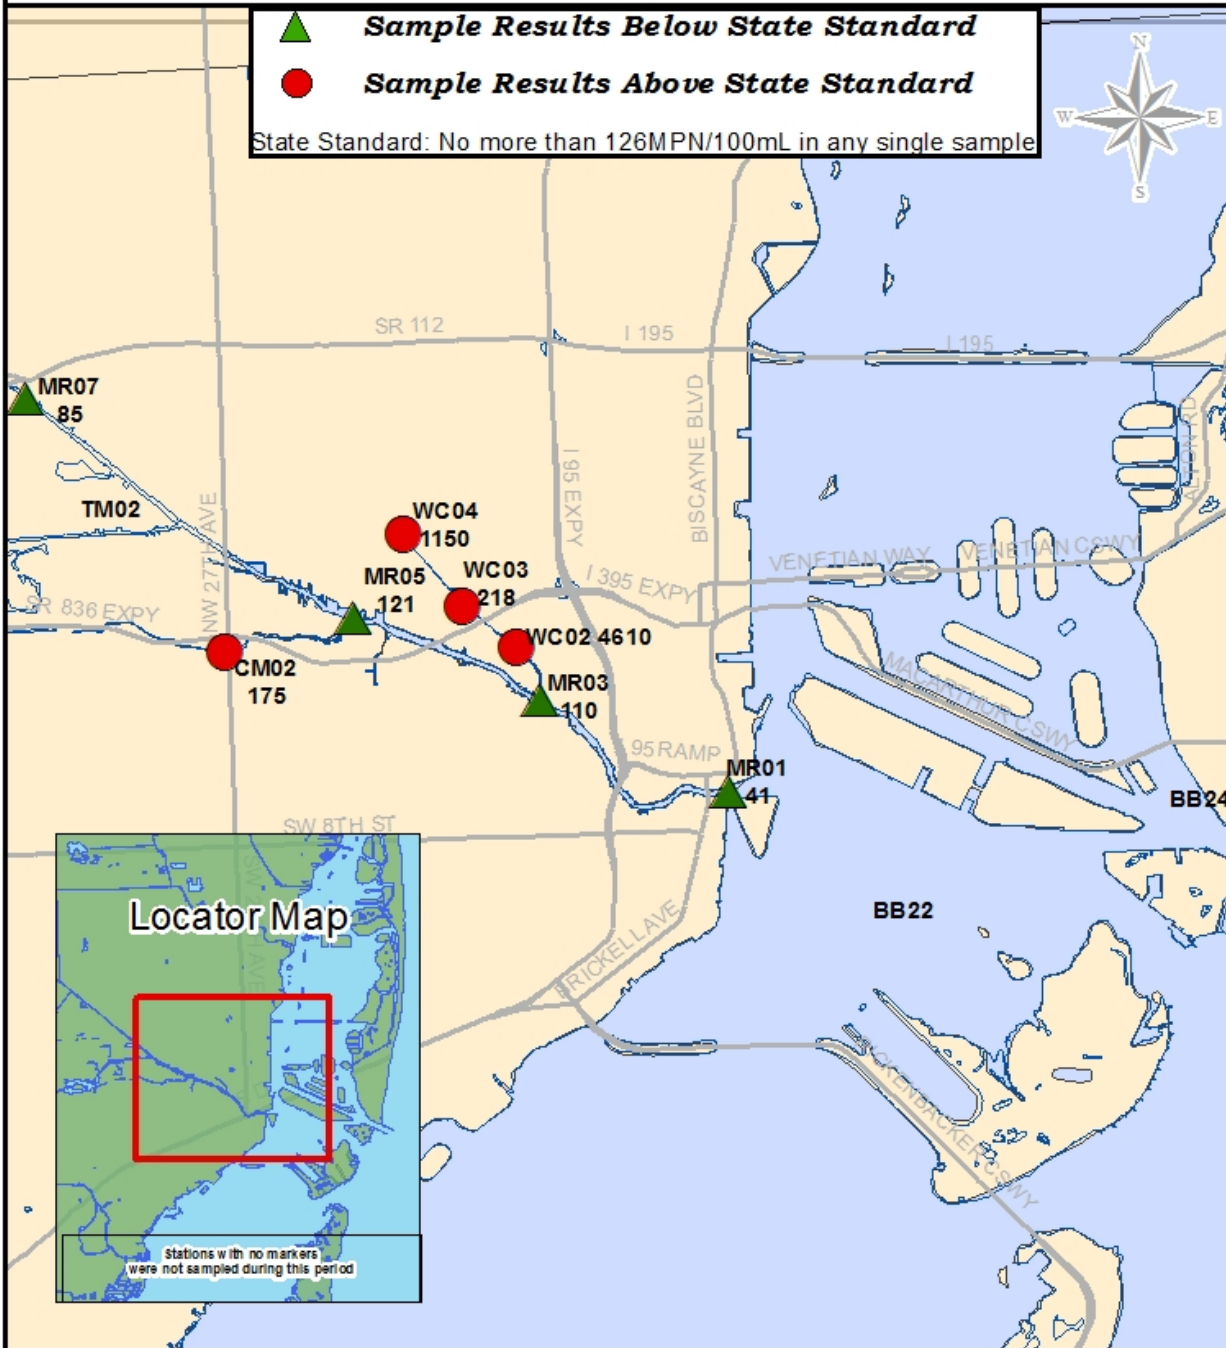 Sample Results Below State Standard
Sample Results Above State Standard
State Standard: No more than 126MPN/100mL in any single sample
N
W E
S
SR 112
I 195
I 195
MR07
85
BISCAYNE BLVD
ALTON RD
I 95 EXPY
NW 27TH AVE
TM02
WC04
1150
WC03
218
MR05
121
VENETIAN WAY
VENETIAN CSWY
I 395 EXPY
SR 836 EXPY
WC02 4610
CM02
175
MR03
110
MACARTHUR CSWY
95 RAMP
MR01
41
BB24
SW 8TH ST
BB22
Locator Map
BRICKELL AVE
Stations with no markers
were not sampled during this period